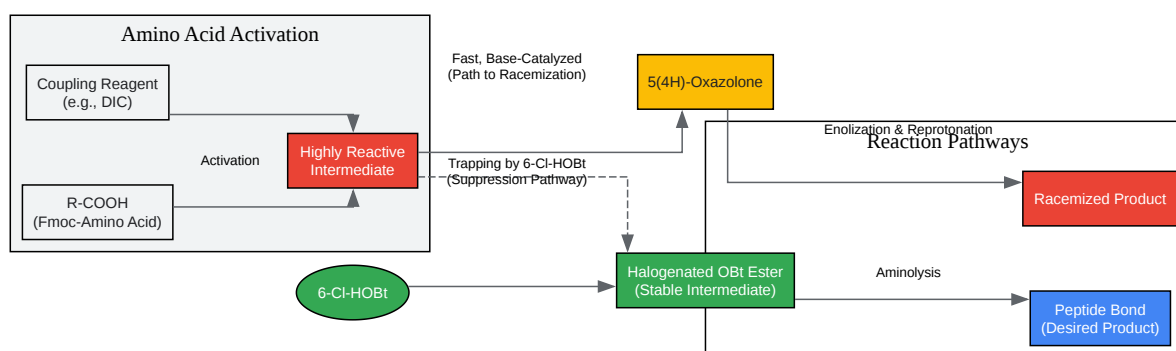 Amino Acid Activation
Coupling Reagent
(e.g., DIC)
Activation
Highly Reactive
Intermediate
R-COOH
(Fmoc-Amino Acid)
Fast, Base-Catalyzed
(Path to Racemization)
5(4H)-Oxazolone
Trapping by 6-Cl-HOBt
(Suppression Pathway)
Enolization & Reprotonation
Reaction Pathways
Racemized Product
6-Cl-HOBt
Halogenated OBt Ester
(Stable Intermediate)
Aminolysis
Peptide Bond
(Desired Product)